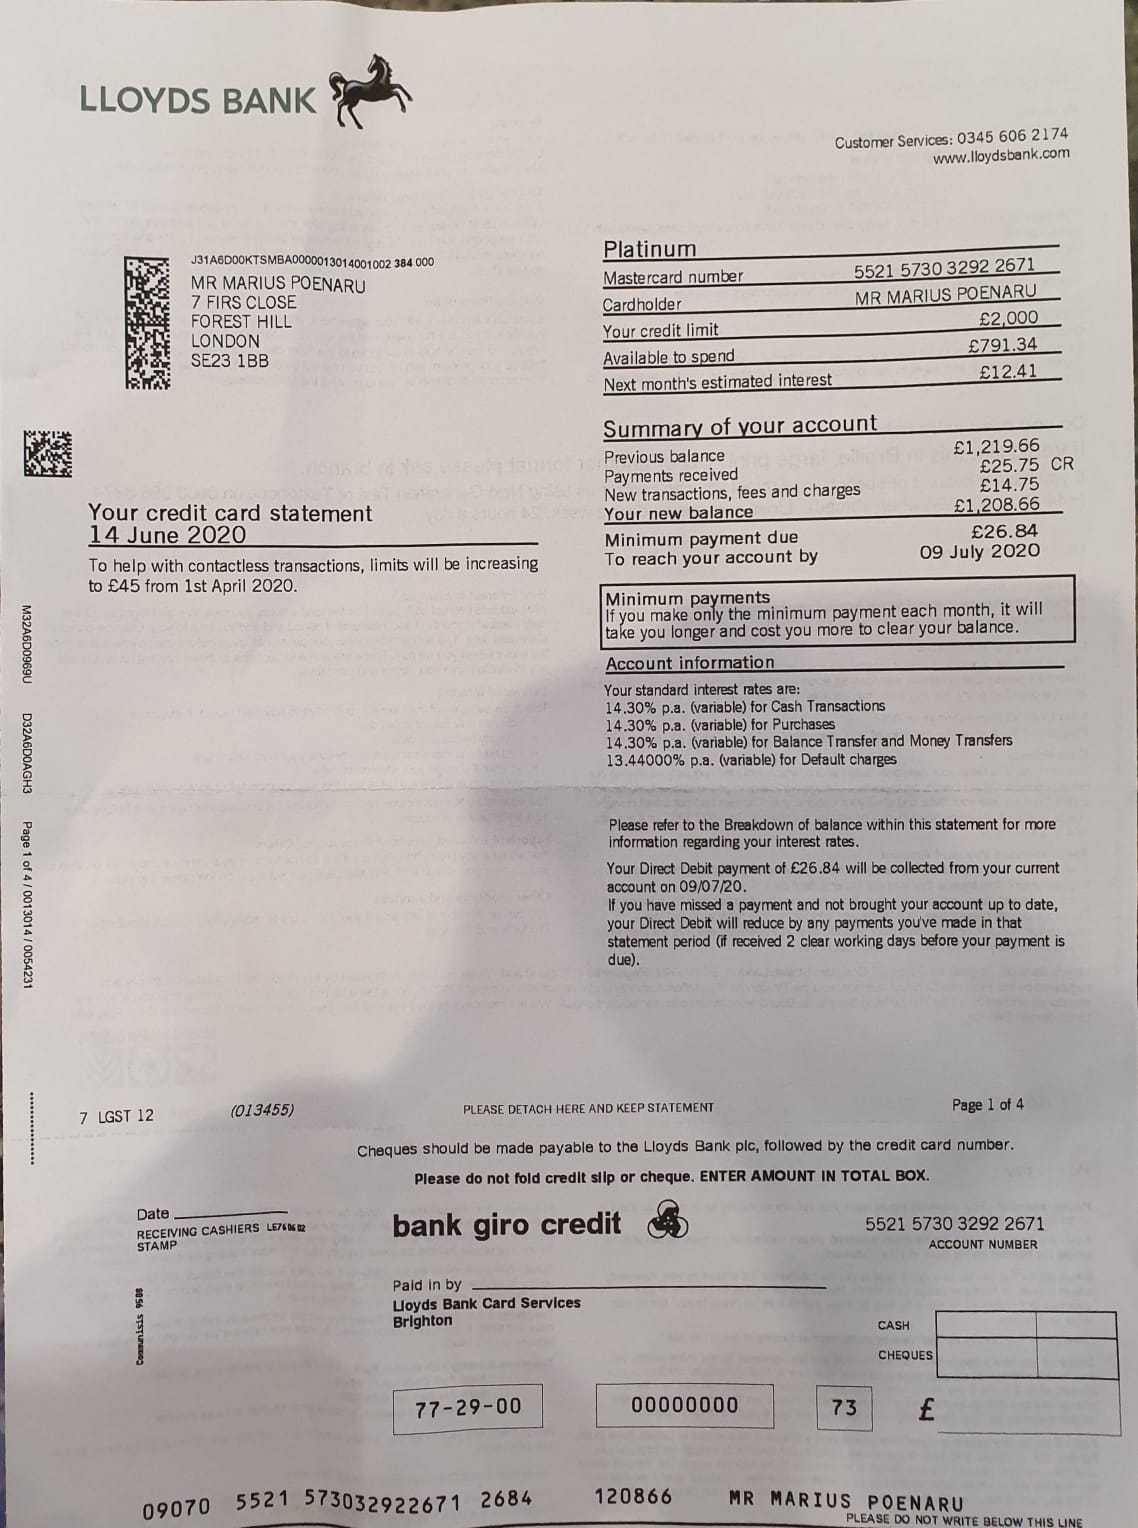 LLOYDS BANK
Customer Services: 0345 606 2174
www.lloydsbank.com
J31A6D00KTSMBA0000013014001002 384 000
MR MARIUS POENARU
7 FIRS CLOSE
FOREST HILL
LONDON
SE23 1BB
Platinum
Mastercard number 5521 5730 3292 2671
Cardholder MR MARIUS POENARU
Your credit limit £2,000
Available to spend £791.34
Next month's estimated interest £12.41
Summary of your account
Previous balance £1,219.66
Payments received £25.75 CR
New transactions, fees and charges £14.75
Your new balance £1,208.66
Minimum payment due £26.84
To reach your account by 09 July 2020
Your credit card statement
14 June 2020
To help with contactless transactions, limits will be increasing
to £45 from 1st April 2020.
Minimum payments
If you make only the minimum payment each month, it will
take you longer and cost you more to clear your balance.
Account information
Your standard interest rates are:
14.30% p.a. (variable) for Cash Transactions
14.30% p.a. (variable) for Purchases
14.30% p.a. (variable) for Balance Transfer and Money Transfers
13.44000% p.a. (variable) for Default charges
Please refer to the Breakdown of balance within this statement for more
information regarding your interest rates.
Your Direct Debit payment of £26.84 will be collected from your current
account on 09/07/20.
If you have missed a payment and not brought your account up to date,
your Direct Debit will reduce by any payments you've made in that
statement period (if received 2 clear working days before your payment is
due).
M32A6D0969U D32A6D0AGH3 Page 1 of 4 / 0013014 / 0054231
7 LGST 12 (013455) PLEASE DETACH HERE AND KEEP STATEMENT Page 1 of 4
Cheques should be made payable to the Lloyds Bank plc, followed by the credit card number.
Please do not fold credit slip or cheque. ENTER AMOUNT IN TOTAL BOX.
Date
RECEIVING CASHIERS
STAMP
Communisis 9508
bank giro credit
5521 5730 3292 2671
ACCOUNT NUMBER
Paid in by
Lloyds Bank Card Services
Brighton
CASH
CHEQUES
77-29-00 00000000 73 £
09070 5521 573032922671 2684 120866 MR MARIUS POENARU
PLEASE DO NOT WRITE BELOW THIS LINE